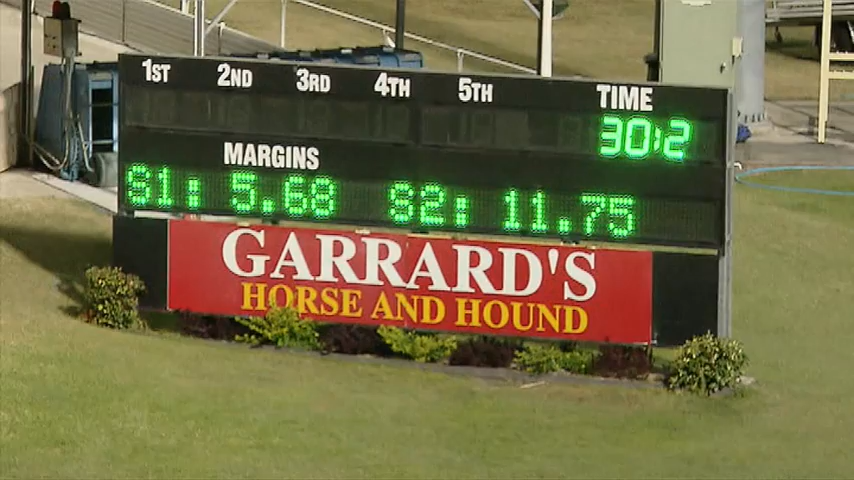 1ST 2ND 3RD 4TH 5TH TIME
30:2
MARGINS
S1: 5.68 S2: 11.75
GARRARD'S
HORSE AND HOUND